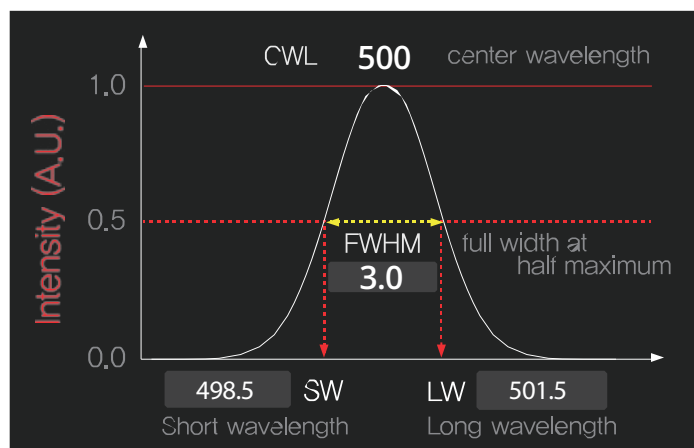 CWL 500 center wavelength
1.0
Intensity (A.U.)
0.5
FWHM full width at
half maximum
3.0
0.0
498.5 SW LW 501.5
Short wavelength Long wavelength